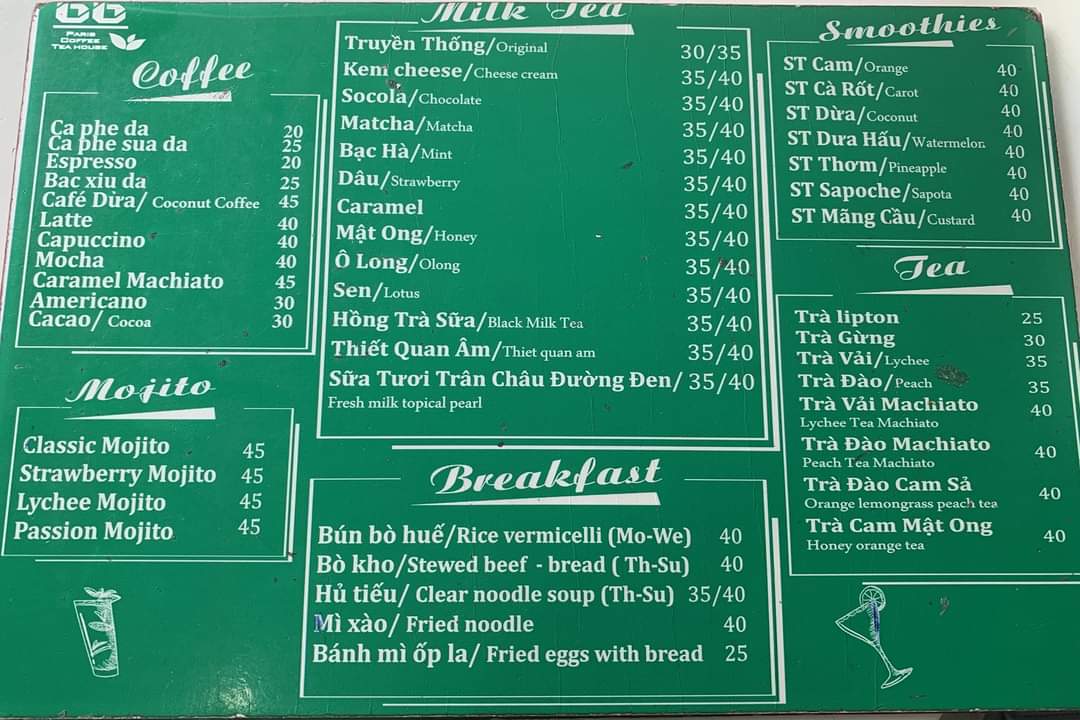 PARIS
COFFEE
TEA HOUSE
Coffee
Ca phe da 20
Ca phe sua da 25
Espresso 20
Bac xiu da 25
Café Dừa/ Coconut Coffee 45
Latte 40
Capuccino 40
Mocha 40
Caramel Machiato 45
Americano 30
Cacao/ Cocoa 30
Mojito
Classic Mojito 45
Strawberry Mojito 45
Lychee Mojito 45
Passion Mojito 45
Milk Tea
Truyền Thống/Original 30/35
Kem cheese/Cheese cream 35/40
Socola/Chocolate 35/40
Matcha/Matcha 35/40
Bạc Hà/Mint 35/40
Dâu/Strawberry 35/40
Caramel 35/40
Mật Ong/Honey 35/40
Ô Long/Olong 35/40
Sen/Lotus 35/40
Hồng Trà Sữa/Black Milk Tea 35/40
Thiết Quan Âm/Thiet quan am 35/40
Sữa Tươi Trân Châu Đường Đen/ 35/40
Fresh milk topical pearl
Breakfast
Bún bò huế/Rice vermicelli (Mo-We) 40
Bò kho/Stewed beef - bread ( Th-Su) 40
Hủ tiếu/ Clear noodle soup (Th-Su) 35/40
Mì xào/ Fried noodle 40
Bánh mì ốp la/ Fried eggs with bread 25
Smoothies
ST Cam/Orange 40
ST Cà Rốt/Carot 40
ST Dừa/Coconut 40
ST Dưa Hấu/Watermelon 40
ST Thơm/Pineapple 40
ST Sapoche/Sapota 40
ST Mãng Cầu/Custard 40
Tea
Trà lipton 25
Trà Gừng 30
Trà Vải/Lychee 35
Trà Đào/Peach 35
Trà Vải Machiato 40
Lychee Tea Machiato
Trà Đào Machiato 40
Peach Tea Machiato
Trà Đào Cam Sả 40
Orange lemongrass peach tea
Trà Cam Mật Ong 40
Honey orange tea